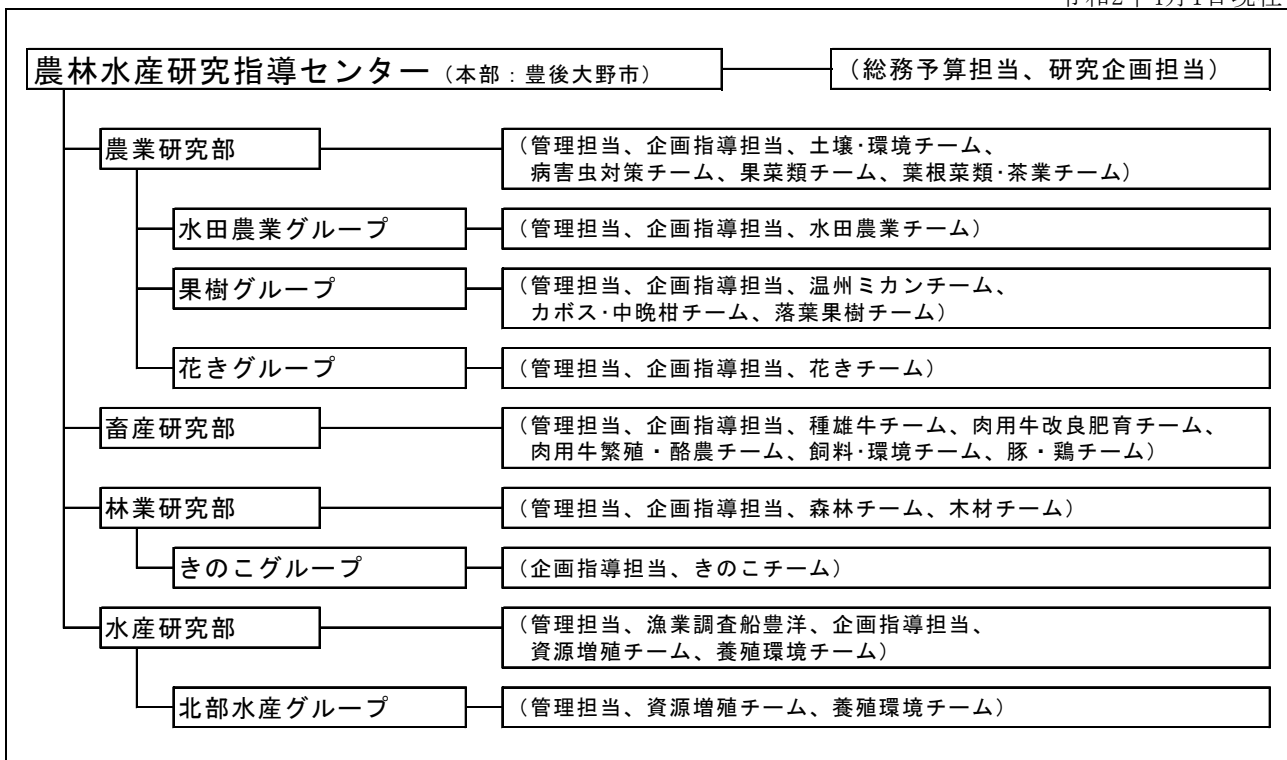 農林水産研究指導センター（本部：豊後大野市）
（総務予算担当、研究企画担当）
農業研究部
（管理担当、企画指導担当、土壌･環境チーム、
病害虫対策チーム、果菜類チーム、葉根菜類･茶業チーム）
水田農業グループ
（管理担当、企画指導担当、水田農業チーム）
果樹グループ
（管理担当、企画指導担当、温州ミカンチーム、
カボス･中晩柑チーム、落葉果樹チーム）
花きグループ
（管理担当、企画指導担当、花きチーム）
畜産研究部
（管理担当、企画指導担当、種雄牛チーム、肉用牛改良肥育チーム、
肉用牛繁殖・酪農チーム、飼料･環境チーム、豚・鶏チーム）
林業研究部
（管理担当、企画指導担当、森林チーム、木材チーム）
きのこグループ
（企画指導担当、きのこチーム）
水産研究部
（管理担当、漁業調査船豊洋、企画指導担当、
資源増殖チーム、養殖環境チーム）
北部水産グループ
（管理担当、資源増殖チーム、養殖環境チーム）